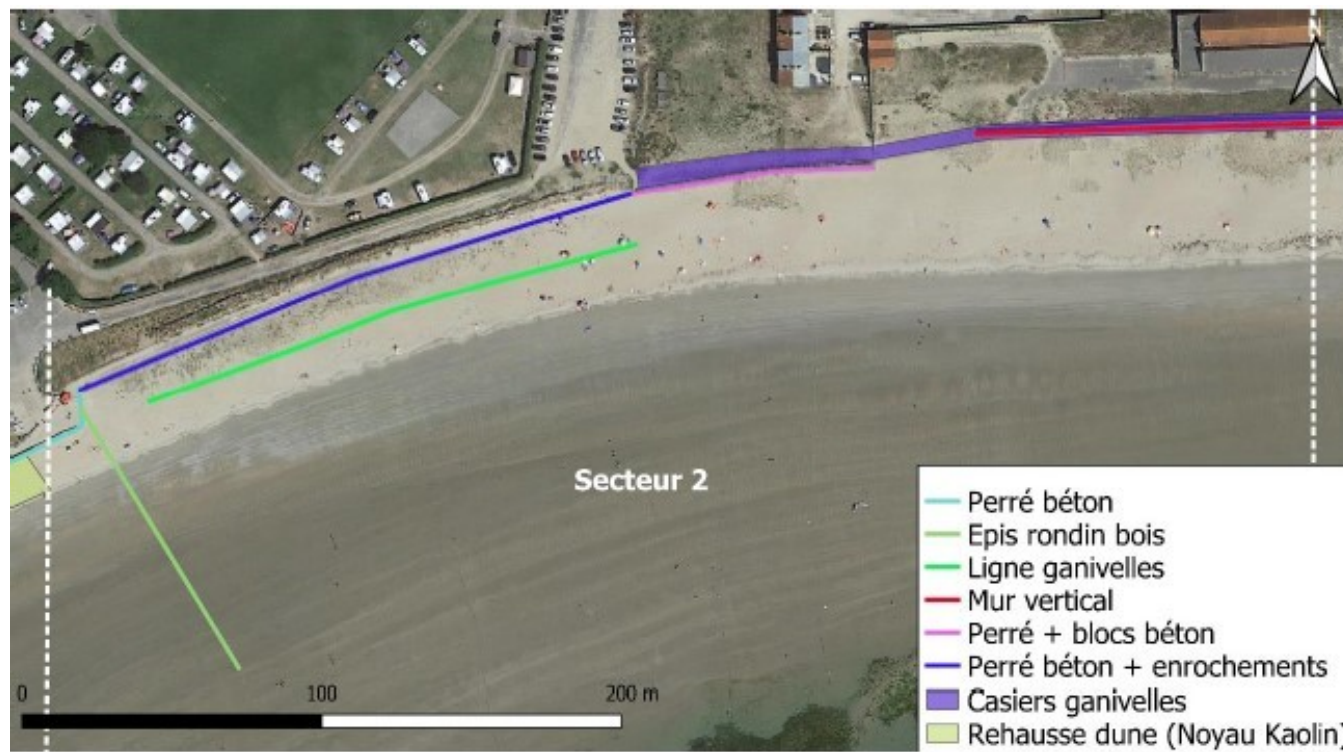 Secteur 2
Perré béton
Epis rondin bois
Ligne ganivelles
Mur vertical
Perré + blocs béton
Perré béton + enrochements
Casiers ganivelles
Rehausse dune (Noyau Kaolin)
0 100 200 m